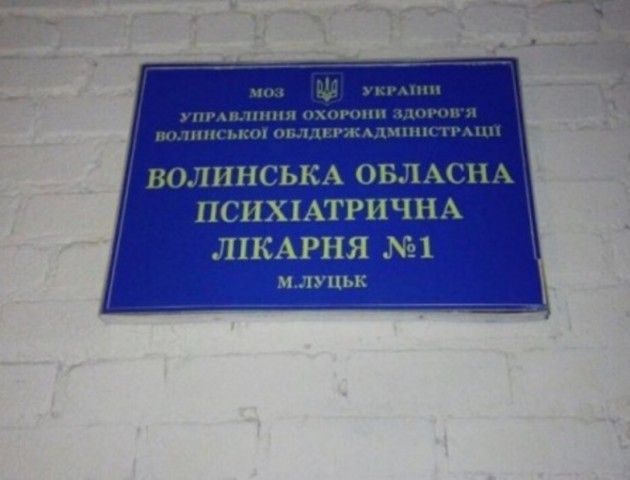 МОЗ УКРАЇНИ
УПРАВЛІННЯ ОХОРОНИ ЗДОРОВ'Я
ВОЛИНСЬКОЇ ОБЛДЕРЖАДМІНІСТРАЦІЇ
ВОЛИНСЬКА ОБЛАСНА
ПСИХІАТРИЧНА
ЛІКАРНЯ №1
М.ЛУЦЬК